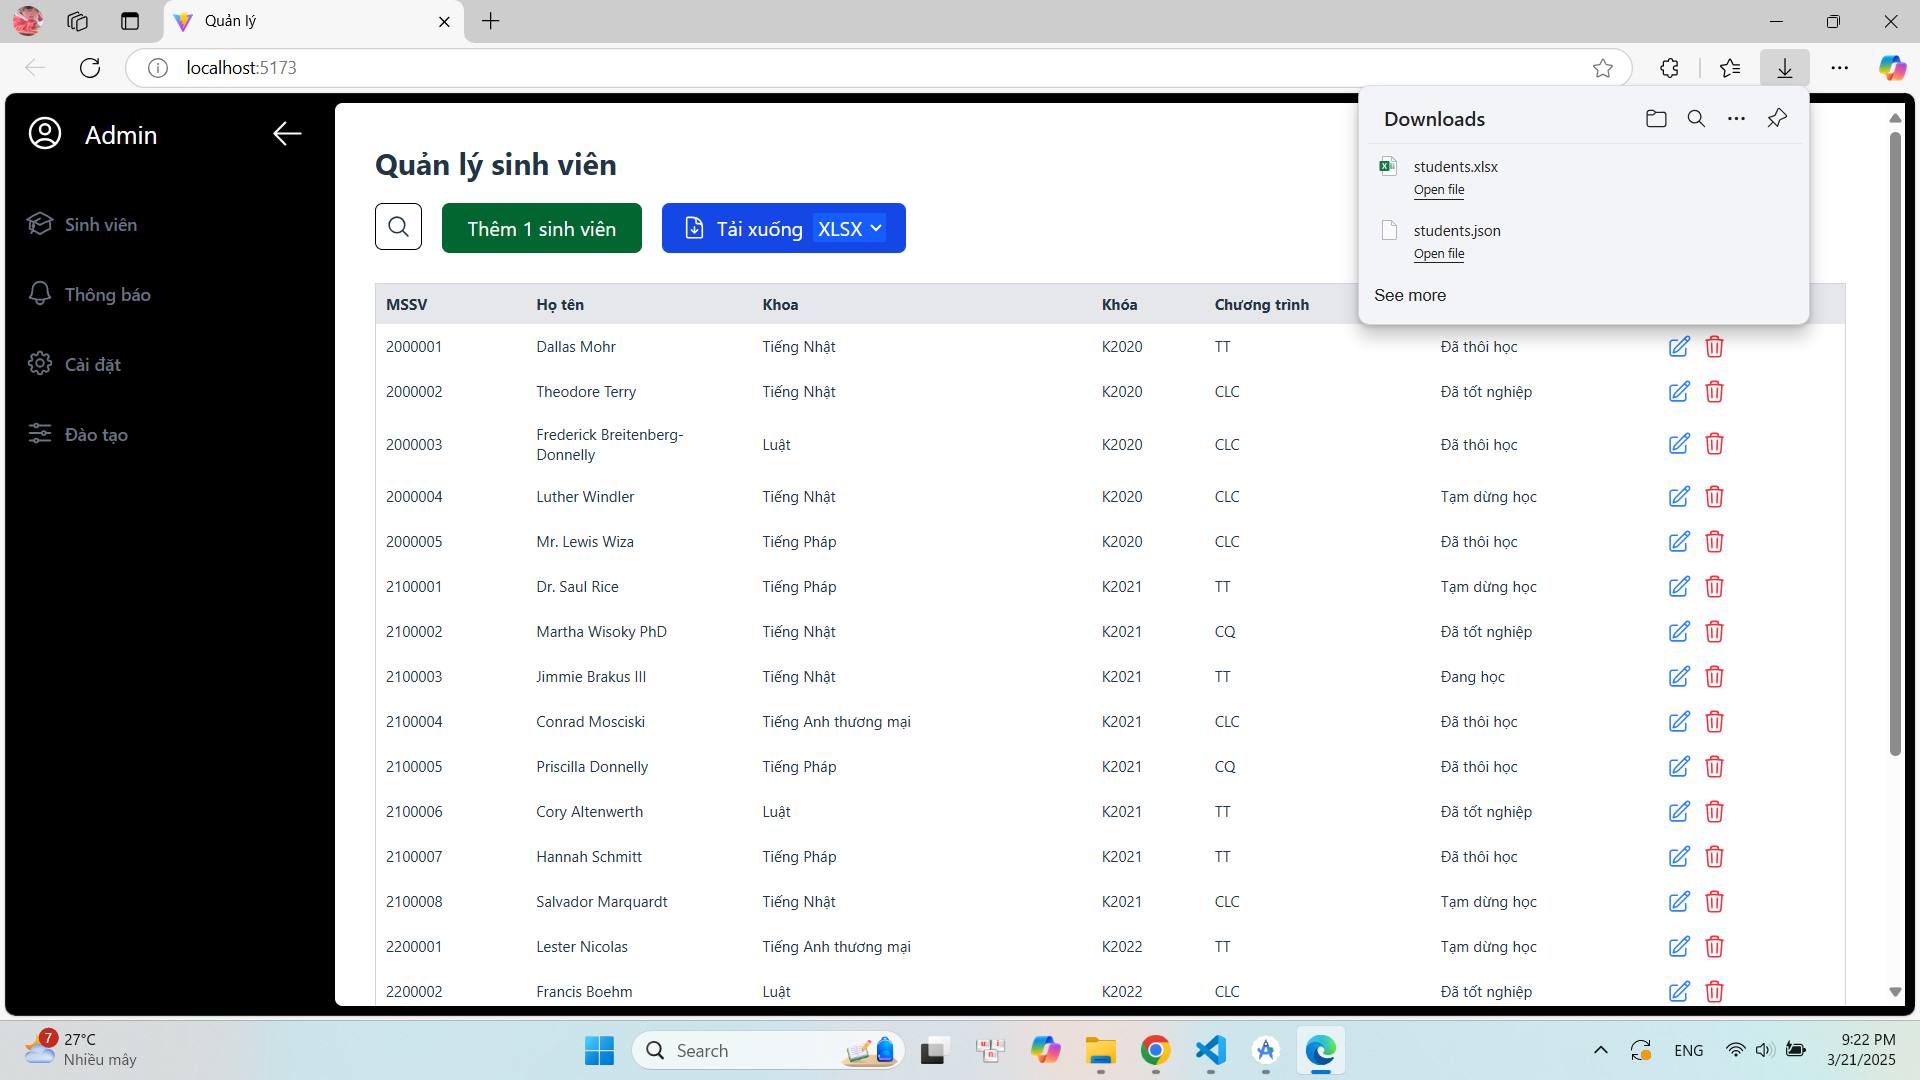 Quản lý
localhost:5173
Downloads
students.xlsx
Open file
students.json
Open file
See more
Admin
Sinh viên
Thông báo
Cài đặt
Đào tạo
Quản lý sinh viên
Thêm 1 sinh viên
Tải xuống XLSX
MSSV Họ tên Khoa Khóa Chương trình
2000001 Dallas Mohr Tiếng Nhật K2020 TT Đã thôi học
2000002 Theodore Terry Tiếng Nhật K2020 CLC Đã tốt nghiệp
2000003 Frederick Breitenberg-
Donnelly Luật K2020 CLC Đã thôi học
2000004 Luther Windler Tiếng Nhật K2020 CLC Tạm dừng học
2000005 Mr. Lewis Wiza Tiếng Pháp K2020 CLC Đã thôi học
2100001 Dr. Saul Rice Tiếng Pháp K2021 TT Tạm dừng học
2100002 Martha Wisoky PhD Tiếng Nhật K2021 CQ Đã tốt nghiệp
2100003 Jimmie Brakus III Tiếng Nhật K2021 TT Đang học
2100004 Conrad Mosciski Tiếng Anh thương mại K2021 CLC Đã thôi học
2100005 Priscilla Donnelly Tiếng Pháp K2021 CQ Đã thôi học
2100006 Cory Altenwerth Luật K2021 TT Đã tốt nghiệp
2100007 Hannah Schmitt Tiếng Pháp K2021 TT Đã thôi học
2100008 Salvador Marquardt Tiếng Nhật K2021 CLC Tạm dừng học
2200001 Lester Nicolas Tiếng Anh thương mại K2022 TT Tạm dừng học
2200002 Francis Boehm Luật K2022 CLC Đã tốt nghiệp
7
27°C
Nhiều mây
Search
ENG
9:22 PM
3/21/2025